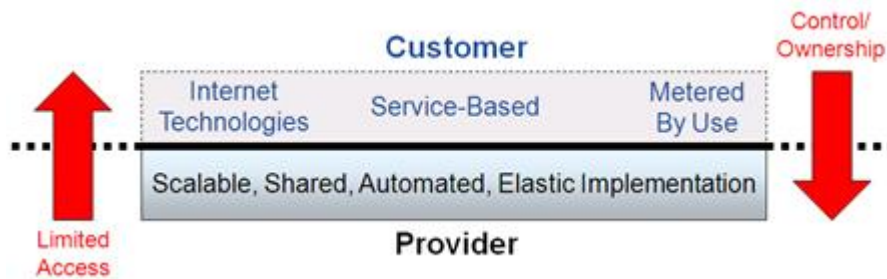 Control/
Ownership
Customer
Internet
Technologies
Service-Based
Metered
By Use
Scalable, Shared, Automated, Elastic Implementation
Limited
Access
Provider